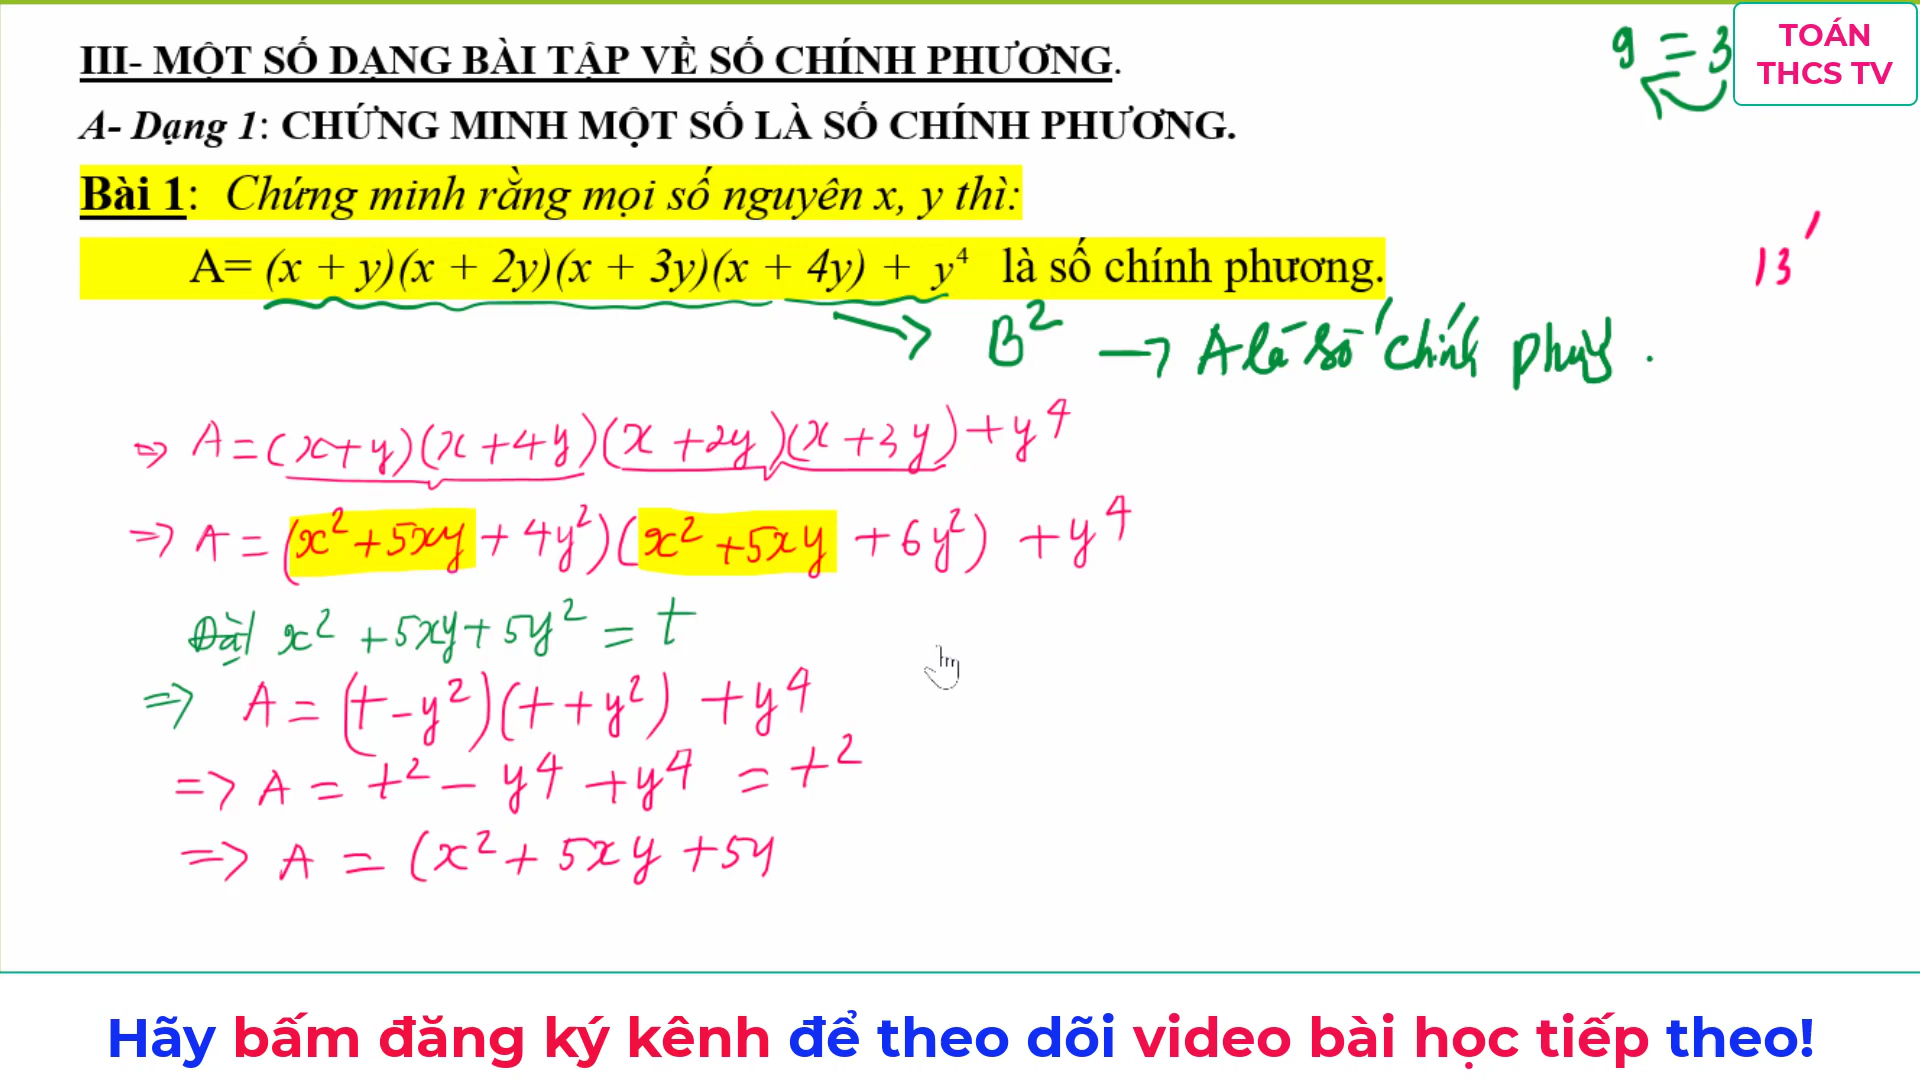 III- MỘT SỐ DẠNG BÀI TẬP VỀ SỐ CHÍNH PHƯƠNG.
9 = 3
TOÁN
THCS TV
A- Dạng 1: CHỨNG MINH MỘT SỐ LÀ SỐ CHÍNH PHƯƠNG.
Bài 1: Chứng minh rằng mọi số nguyên x, y thì:
A= (x + y)(x + 2y)(x + 3y)(x + 4y) + y⁴ là số chính phương.
13'
→ B² → A là số chính phương.
=> A = (x+y)(x+4y)(x+2y)(x+3y)+y⁴
=> A = (x²+5xy+4y²)(x²+5xy+6y²) +y⁴
Đặt x²+5xy+5y² = t
=> A = (t-y²)(t+y²) +y⁴
=> A = t² - y⁴ +y⁴ = t²
=> A = (x²+5xy+5y
Hãy bấm đăng ký kênh để theo dõi video bài học tiếp theo!